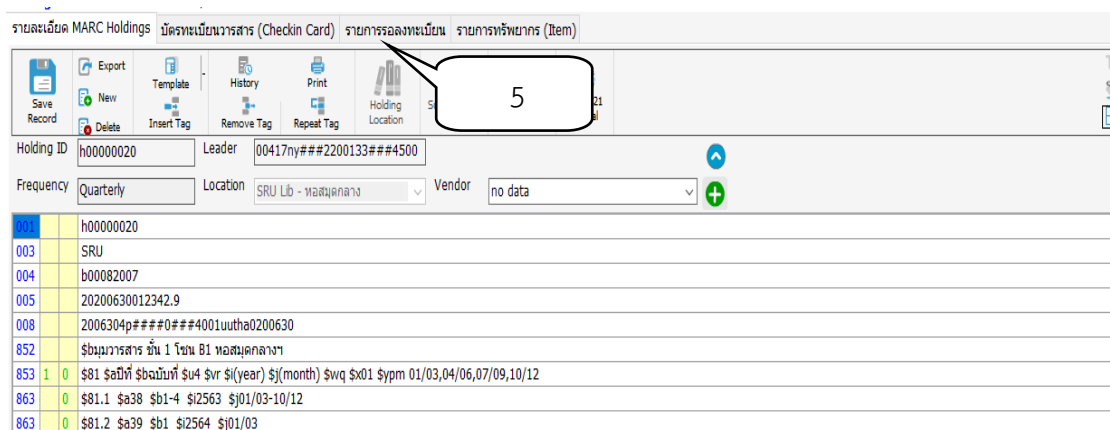 รายละเอียด MARC Holdings บัตรทะเบียนวารสาร (Checkin Card) รายการรอลงทะเบียน รายการทรัพยากร (Item)
Export Template History Print
Save Record New Holding Location 5 21
Delete Insert Tag Remove Tag Repeat Tag
Holding ID h00000020 Leader 00417ny###2200133###4500
Frequency Quarterly Location SRU Lib - หอสมุดกลาง Vendor no data
001 h00000020
003 SRU
004 b00082007
005 20200630012342.9
008 2006304p####0###4001uutha0200630
852 $bมุมวารสาร ชั้น 1 โซน B1 หอสมุดกลางฯ
853 1 0 $81 $aปีที่ $bฉบับที่ $u4 $vr $i(year) $j(month) $wq $x01 $ypm 01/03,04/06,07/09,10/12
863 0 $81.1 $a38 $b1-4 $i2563 $j01/03-10/12
863 0 $81.2 $a39 $b1 $i2564 $j01/03